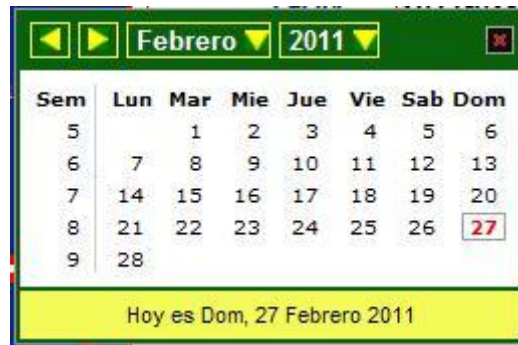 Febrero 2011
Sem Lun Mar Mie Jue Vie Sab Dom
5 1 2 3 4 5 6
6 7 8 9 10 11 12 13
7 14 15 16 17 18 19 20
8 21 22 23 24 25 26 27
9 28
Hoy es Dom, 27 Febrero 2011